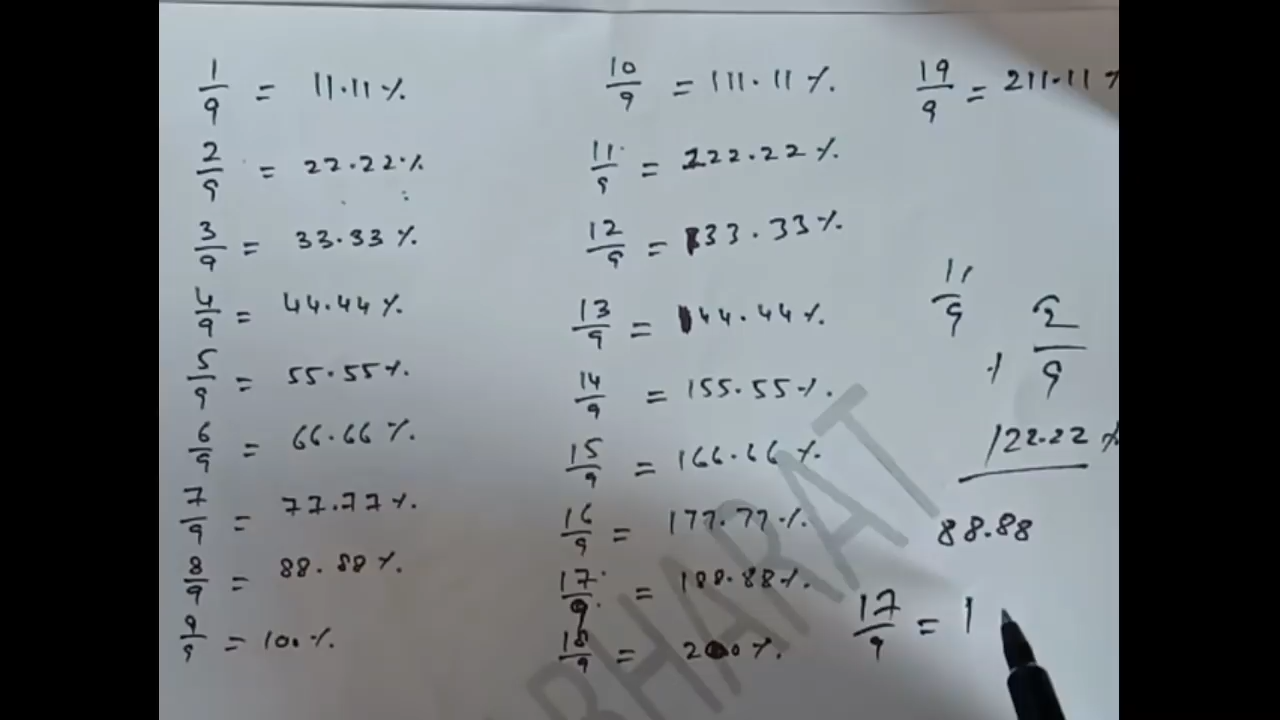 1/9 = 11.11%
2/9 = 22.22%
3/9 = 33.33%
4/9 = 44.44%
5/9 = 55.55%
6/9 = 66.66%
7/9 = 77.77%
8/9 = 88.88%
9/9 = 100%
10/9 = 111.11%
11/9 = 122.22%
12/9 = 133.33%
13/9 = 144.44%
14/9 = 155.55%
15/9 = 166.66%
16/9 = 177.77%
17/9 = 188.88%
18/9 = 200%
19/9 = 211.11%
11/9
1 2/9
122.22%
88.88
17/9 = 1
BHARAT